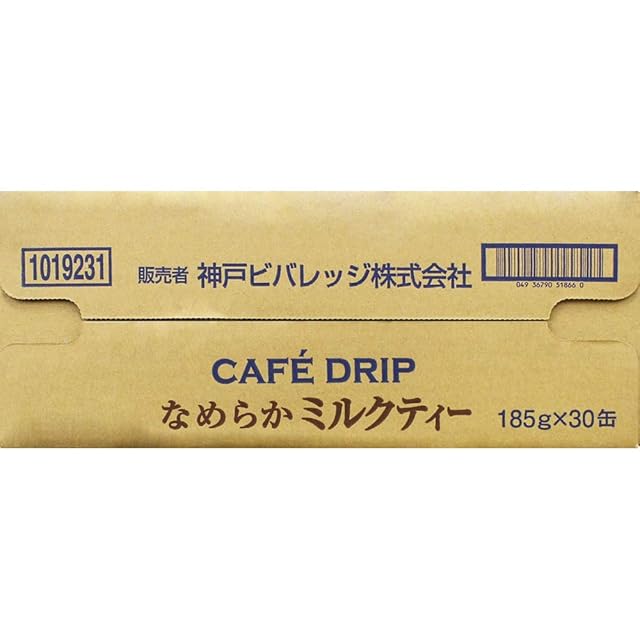 1019231
販売者 神戸ビバレッジ株式会社
049 36790 51866 0
CAFÉ DRIP
なめらかミルクティー
185g×30缶